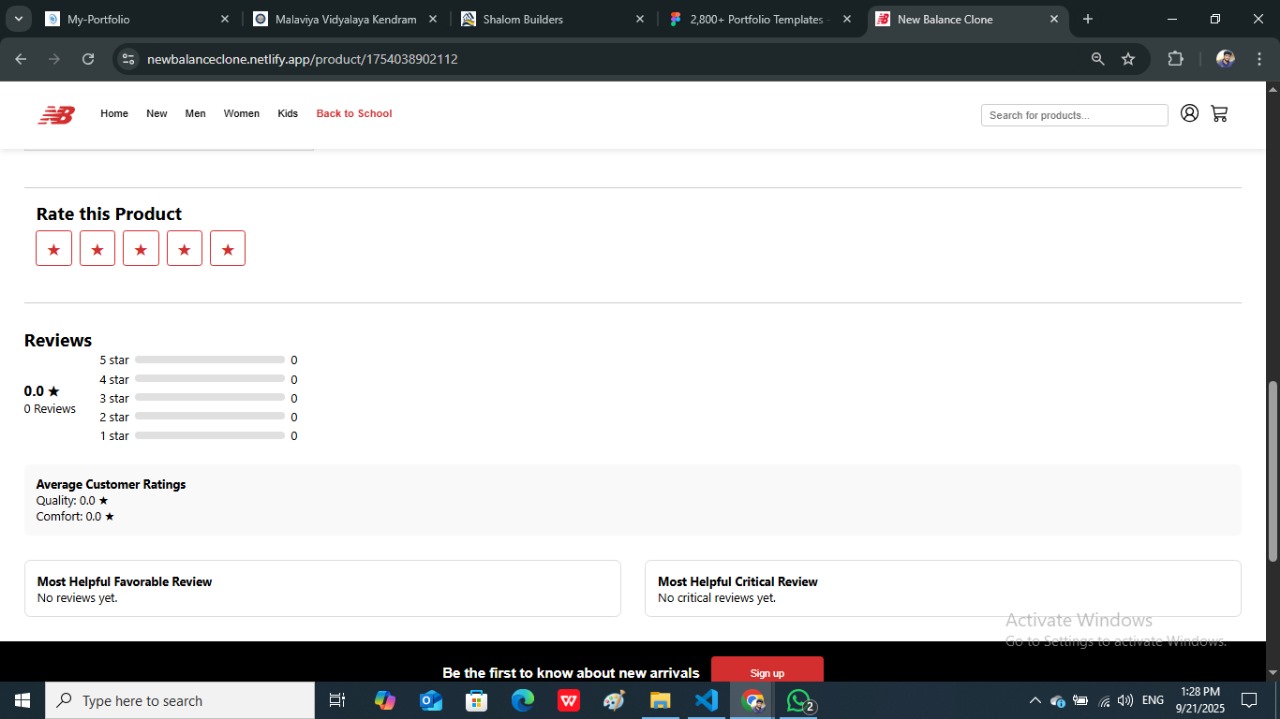 My-Portfolio
Malaviya Vidyalaya Kendram
Shalom Builders
2,800+ Portfolio Templates
New Balance Clone
newbalanceclone.netlify.app/product/1754038902112
NB
Home New Men Women Kids Back to School
Search for products...
Rate this Product
★ ★ ★ ★ ★
Reviews
5 star 0
4 star 0
0.0 ★
3 star 0
0 Reviews
2 star 0
1 star 0
Average Customer Ratings
Quality: 0.0 ★
Comfort: 0.0 ★
Most Helpful Favorable Review
No reviews yet.
Most Helpful Critical Review
No critical reviews yet.
Activate Windows
Go to Settings to activate Windows.
Be the first to know about new arrivals
Sign up
Type here to search
W
2
ENG
1:28 PM
9/21/2025